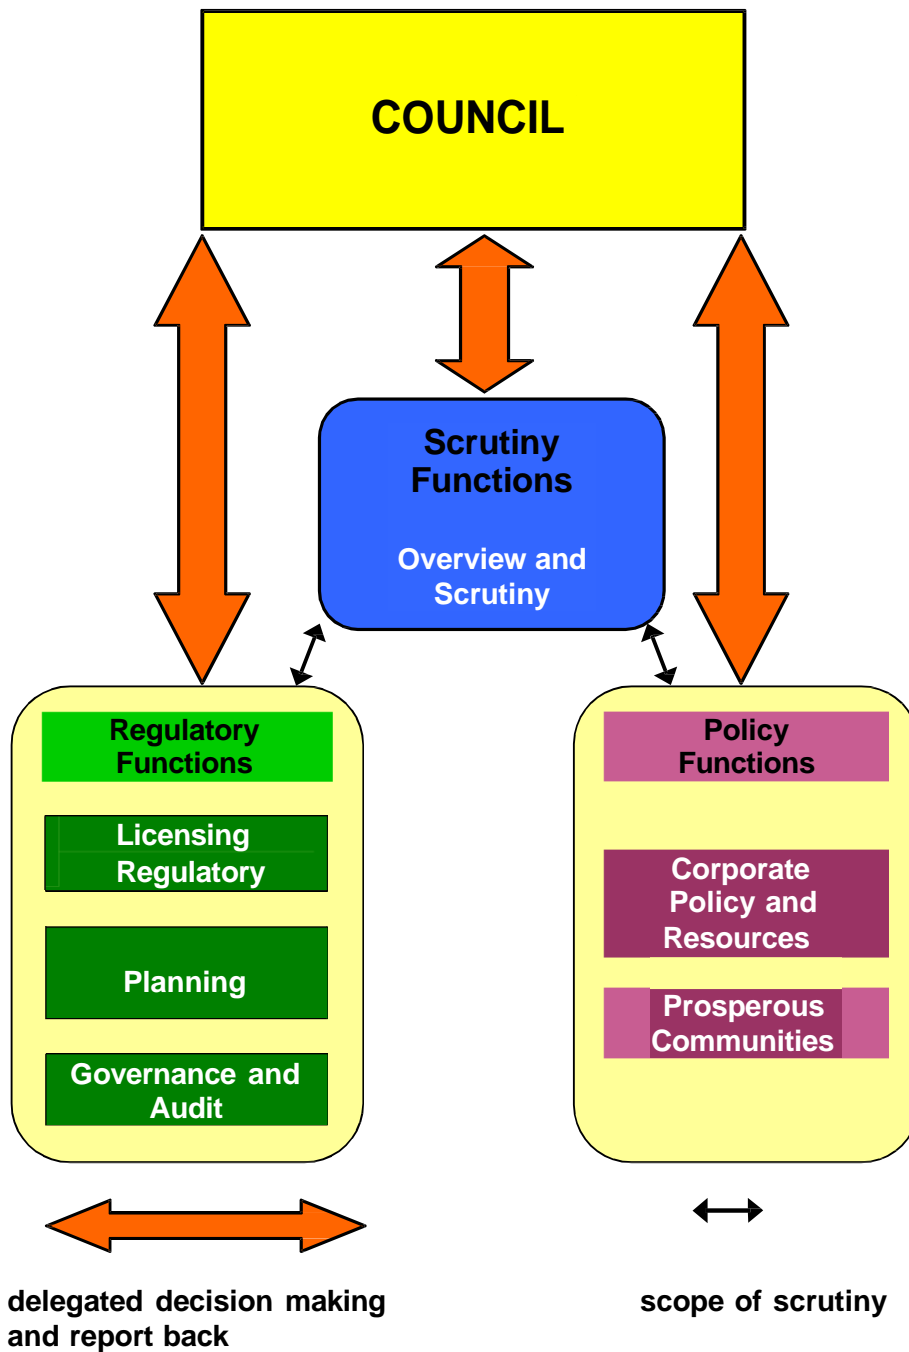 COUNCIL
Scrutiny
Functions
Overview and
Scrutiny
Regulatory
Functions
Licensing
Regulatory
Planning
Governance and
Audit
Policy
Functions
Corporate
Policy and
Resources
Prosperous
Communities
delegated decision making
and report back
scope of scrutiny